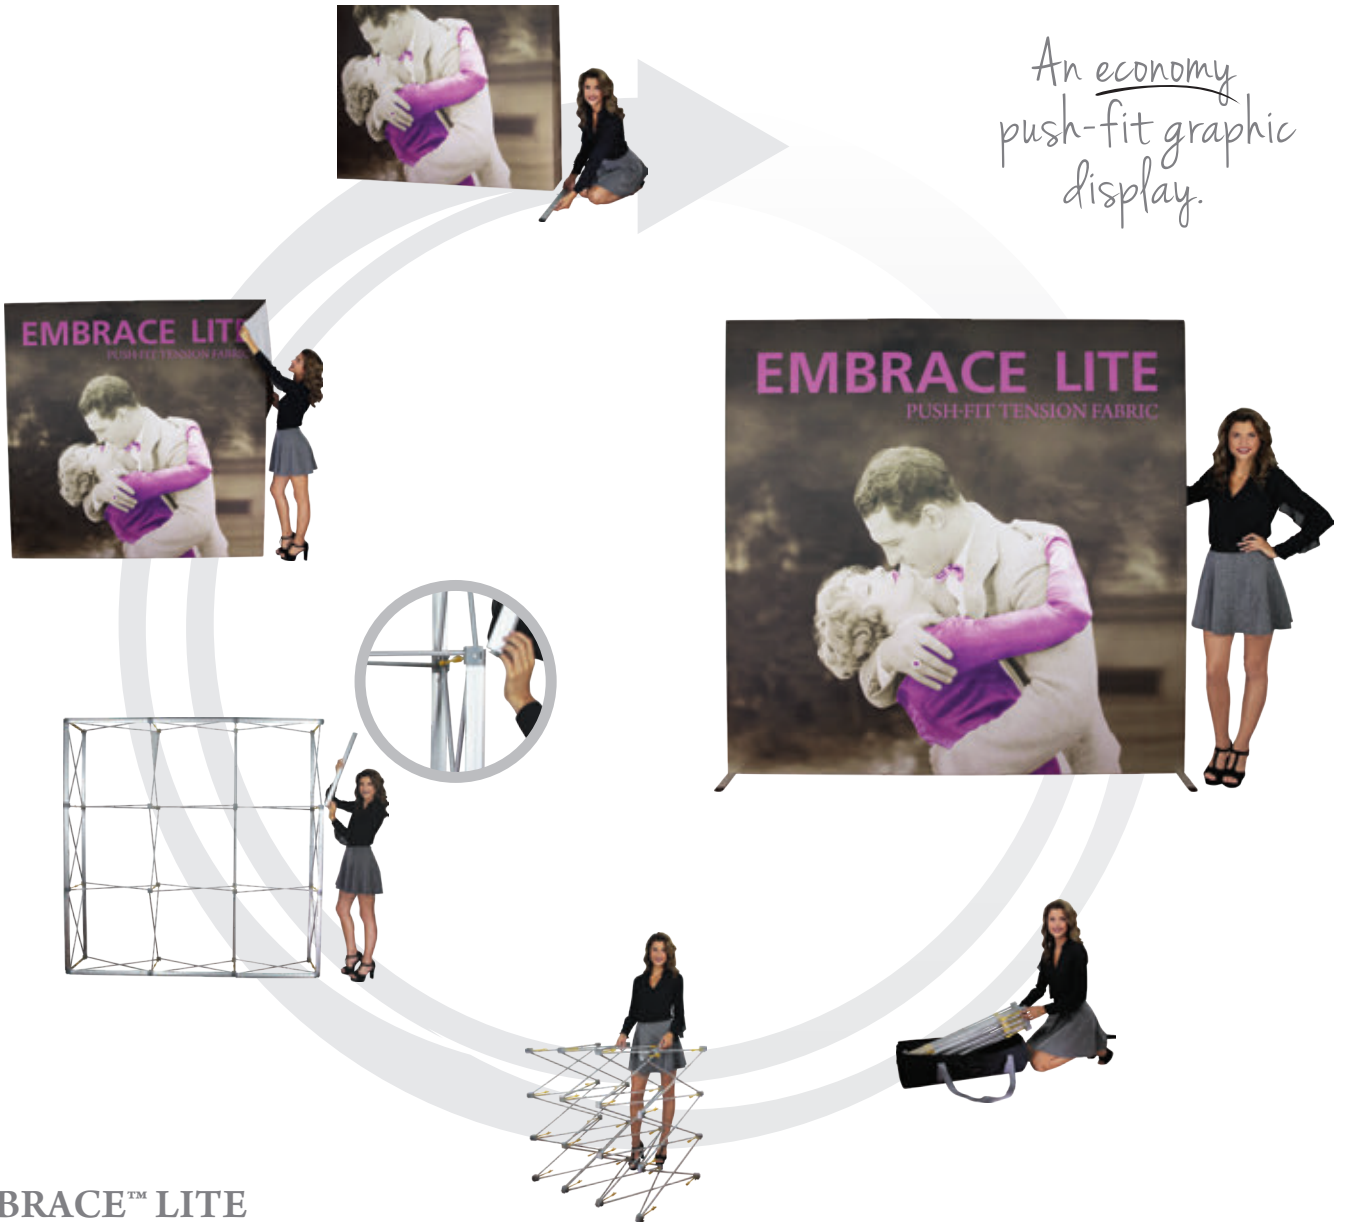 An economy
push-fit graphic
display.
EMBRACE LITE
PUSH-FIT TENSION FABRIC
EMBRACE LITE
PUSH-FIT TENSION FABRIC
BRACE™ LITE